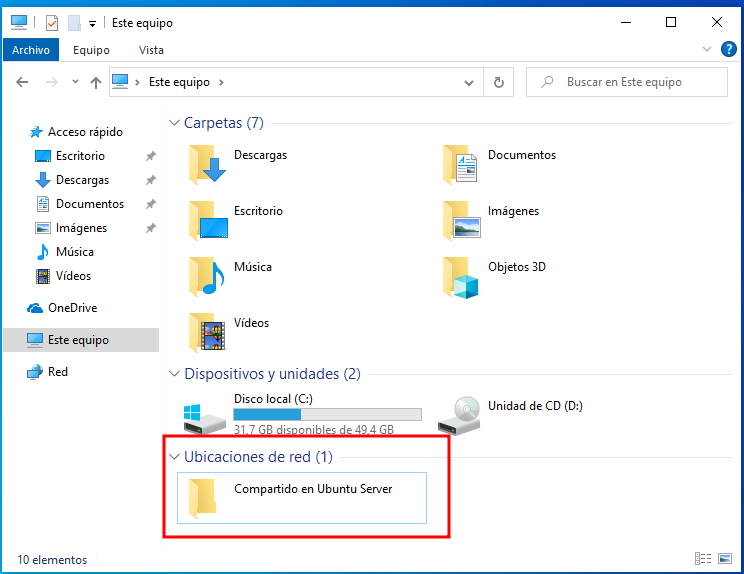 Este equipo
Archivo Equipo Vista
Este equipo
Buscar en Este equipo
Acceso rápido
Escritorio
Descargas
Documentos
Imágenes
Música
Vídeos
OneDrive
Este equipo
Red
Carpetas (7)
Descargas
Documentos
Escritorio
Imágenes
Música
Objetos 3D
Vídeos
Dispositivos y unidades (2)
Disco local (C:)
31,7 GB disponibles de 49,4 GB
Unidad de CD (D:)
Ubicaciones de red (1)
Compartido en Ubuntu Server
10 elementos